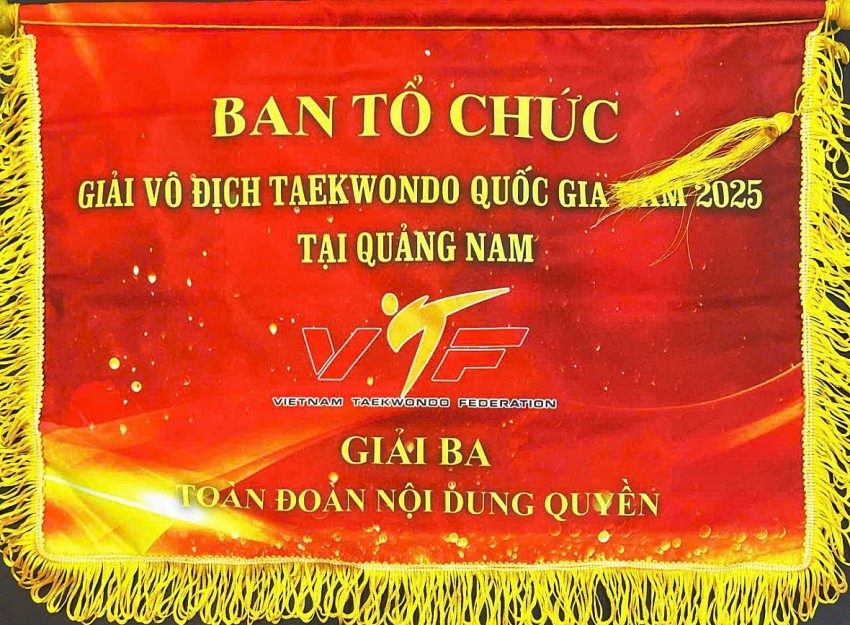 BAN TỔ CHỨC
GIẢI VÔ ĐỊCH TAEKWONDO QUỐC GIA NĂM 2025
TẠI QUẢNG NAM
VTF
VIETNAM TAEKWONDO FEDERATION
GIẢI BA
TOÀN ĐOÀN NỘI DUNG QUYỀN